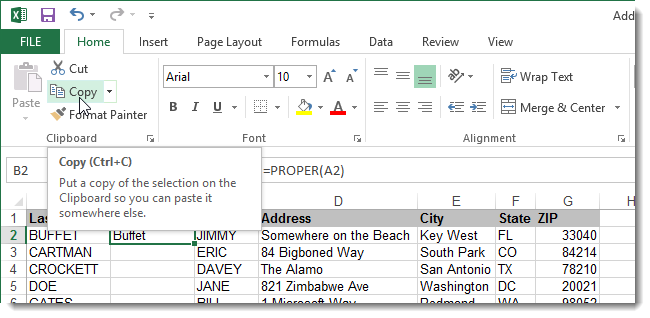 Add
FILE Home Insert Page Layout Formulas Data Review View
Cut
Copy
Paste
Format Painter
Clipboard
Arial 10 A A
B I U A
Font
Wrap Text
Merge & Center
Alignment
Copy (Ctrl+C)
Put a copy of the selection on the
Clipboard so you can paste it
somewhere else.
B2 =PROPER(A2)
D E F G H
1 Las Address City State ZIP
2 BUFFET Buffet JIMMY Somewhere on the Beach Key West FL 33040
3 CARTMAN ERIC 84 Bigboned Way South Park CO 84214
4 CROCKETT DAVEY The Alamo San Antonio TX 78210
5 DOE JANE 821 Zimbabwe Ave Washington DC 20021
6 GATES BILL 1 Microsoft Way Redmond WA 98052